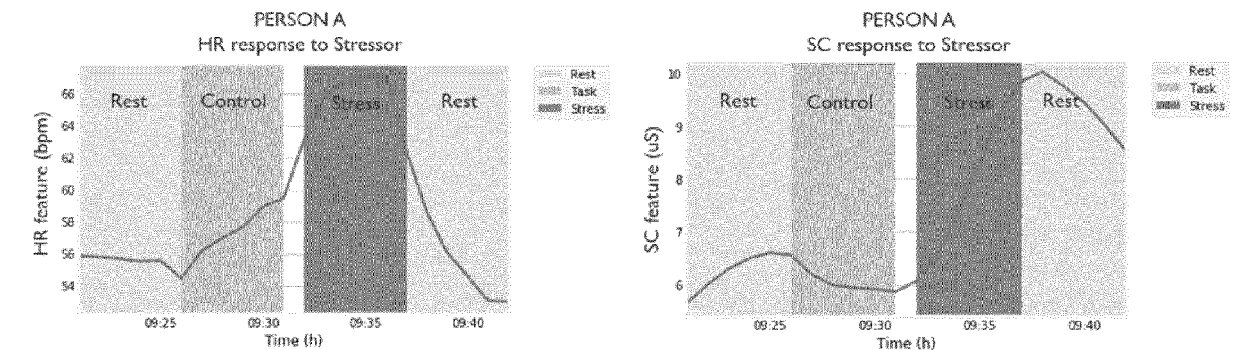 PERSON A
HR response to Stressor
HR feature (bpm)
66
64
62
60
58
56
54
Rest
Control
Stress
Rest
Rest
Task
Stress
09:25
09:30
09:35
09:40
Time (h)
PERSON A
SC response to Stressor
SC feature (uS)
10
9
8
7
6
Rest
Control
Stress
Rest
Rest
Task
Stress
09:25
09:30
09:35
09:40
Time (h)